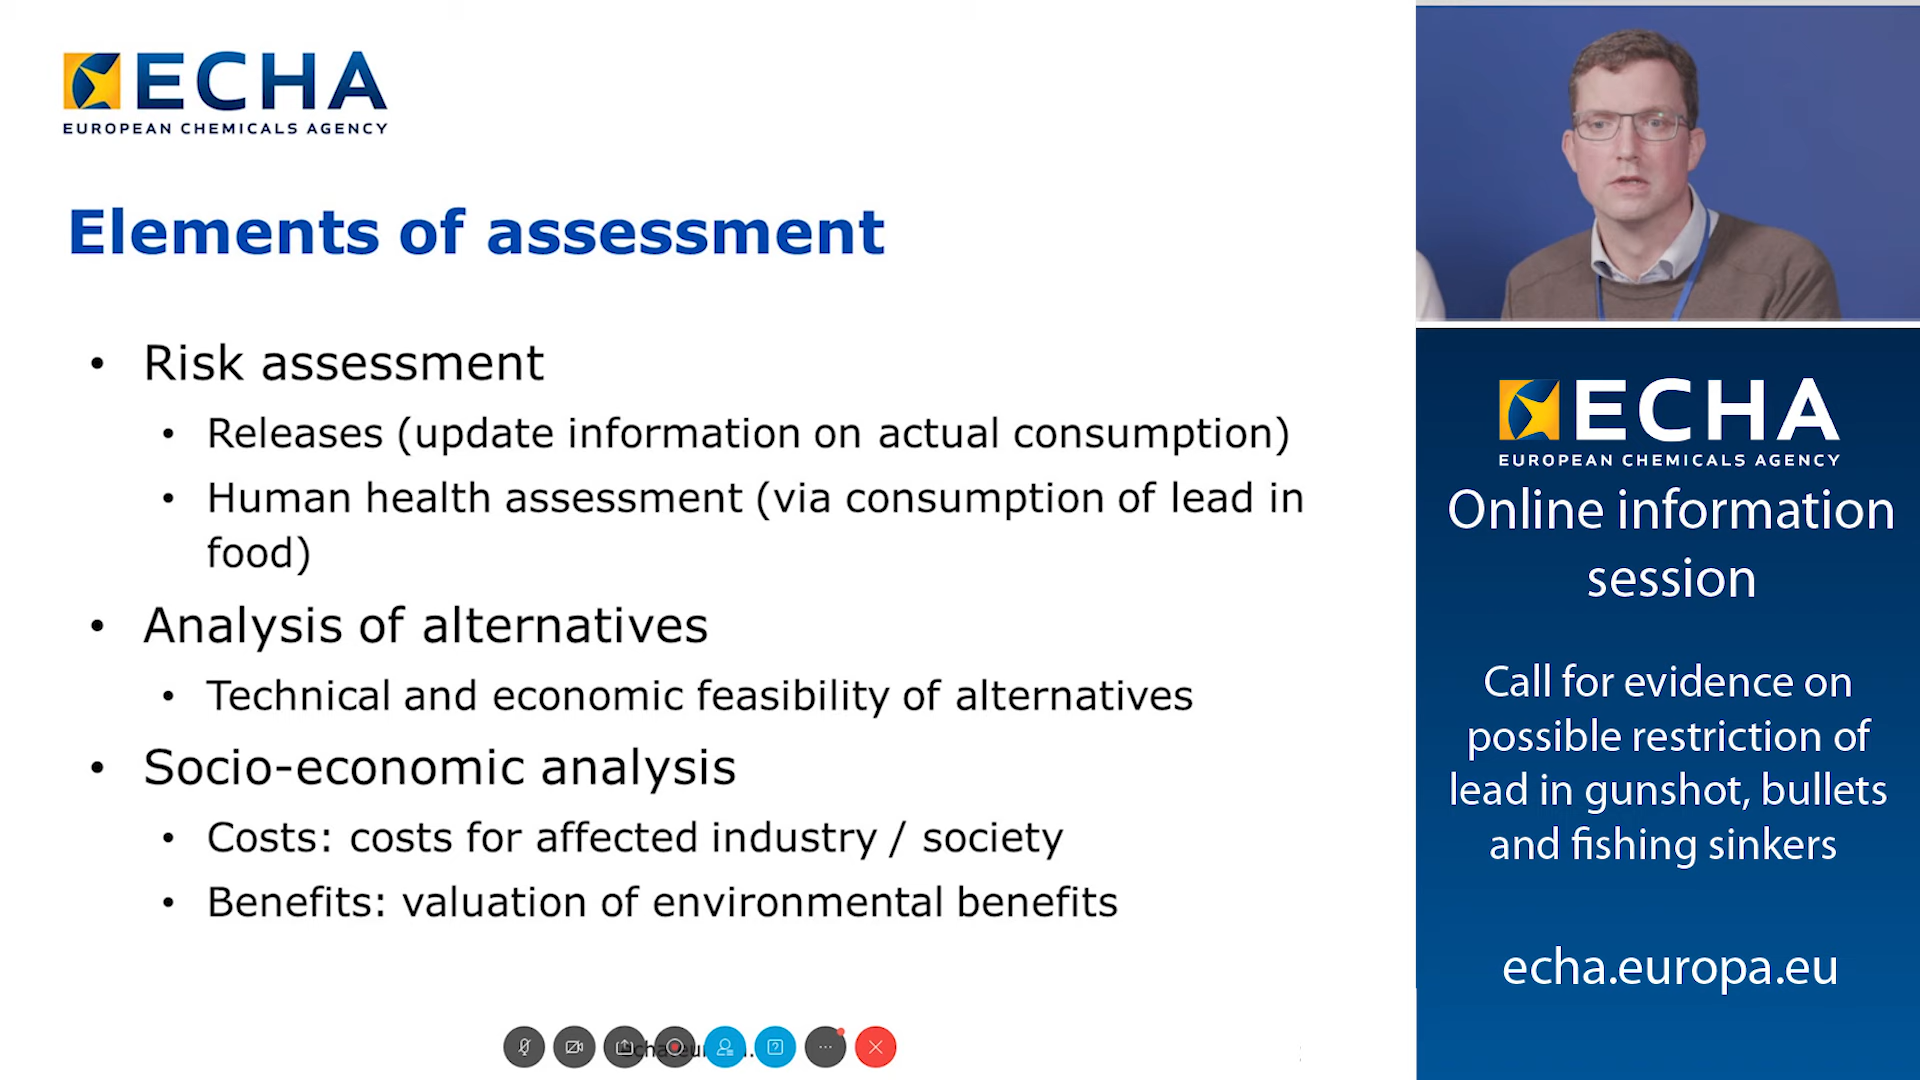 ECHA
EUROPEAN CHEMICALS AGENCY
Elements of assessment
• Risk assessment
• Releases (update information on actual consumption)
• Human health assessment (via consumption of lead in
food)
• Analysis of alternatives
• Technical and economic feasibility of alternatives
• Socio-economic analysis
• Costs: costs for affected industry / society
• Benefits: valuation of environmental benefits
ECHA
EUROPEAN CHEMICALS AGENCY
Online information
session
Call for evidence on
possible restriction of
lead in gunshot, bullets
and fishing sinkers
echa.europa.eu